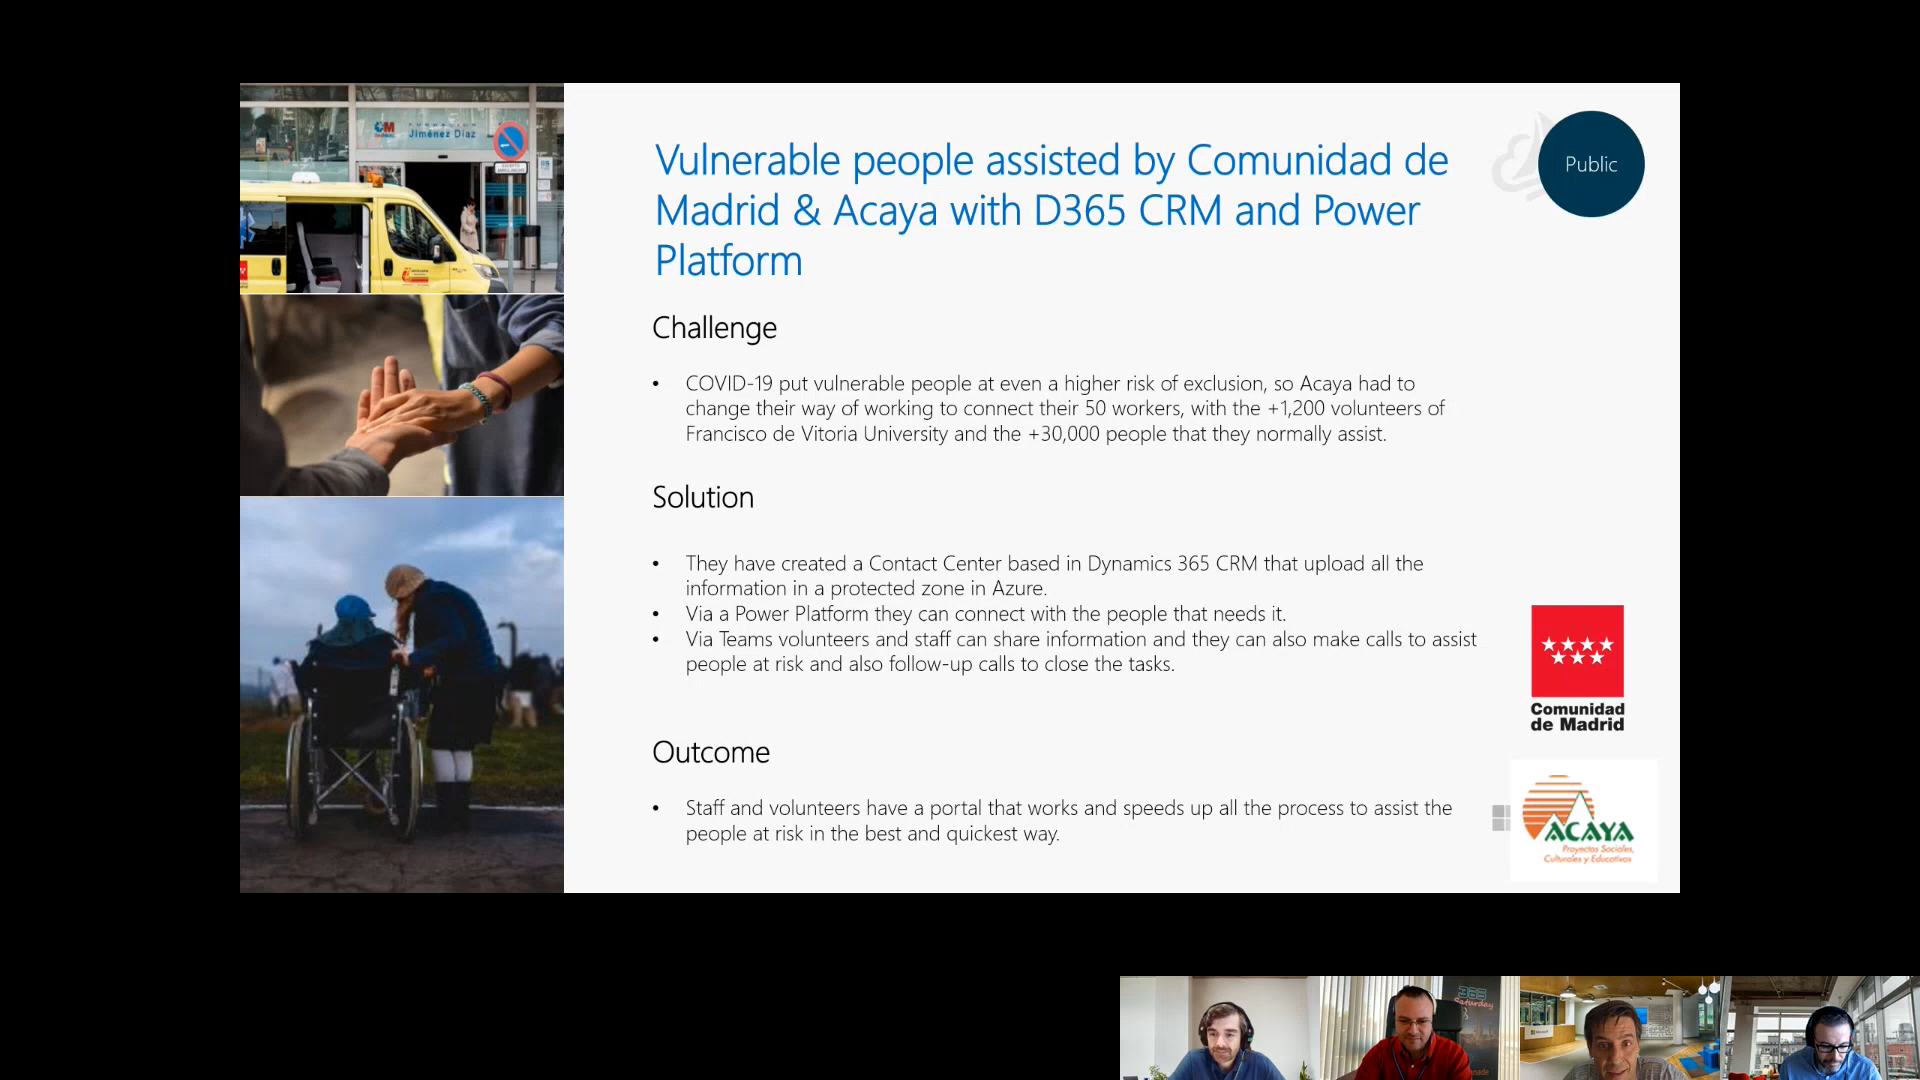 Jiménez Díaz
Vulnerable people assisted by Comunidad de
Madrid & Acaya with D365 CRM and Power
Platform
Public
Challenge
• COVID-19 put vulnerable people at even a higher risk of exclusion, so Acaya had to
change their way of working to connect their 50 workers, with the +1,200 volunteers of
Francisco de Vitoria University and the +30,000 people that they normally assist.
Solution
• They have created a Contact Center based in Dynamics 365 CRM that upload all the
information in a protected zone in Azure.
• Via a Power Platform they can connect with the people that needs it.
• Via Teams volunteers and staff can share information and they can also make calls to assist
people at risk and also follow-up calls to close the tasks.
Comunidad
de Madrid
Outcome
• Staff and volunteers have a portal that works and speeds up all the process to assist the
people at risk in the best and quickest way.
ACAYA
Proyectos Sociales,
Culturales y Educativos
365
Saturday